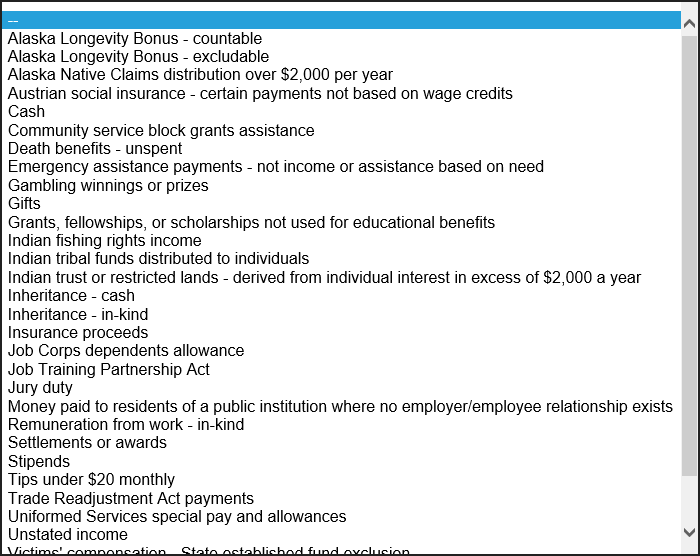 --
Alaska Longevity Bonus - countable
Alaska Longevity Bonus - excludable
Alaska Native Claims distribution over $2,000 per year
Austrian social insurance - certain payments not based on wage credits
Cash
Community service block grants assistance
Death benefits - unspent
Emergency assistance payments - not income or assistance based on need
Gambling winnings or prizes
Gifts
Grants, fellowships, or scholarships not used for educational benefits
Indian fishing rights income
Indian tribal funds distributed to individuals
Indian trust or restricted lands - derived from individual interest in excess of $2,000 a year
Inheritance - cash
Inheritance - in-kind
Insurance proceeds
Job Corps dependents allowance
Job Training Partnership Act
Jury duty
Money paid to residents of a public institution where no employer/employee relationship exists
Remuneration from work - in-kind
Settlements or awards
Stipends
Tips under $20 monthly
Trade Readjustment Act payments
Uniformed Services special pay and allowances
Unstated income
Victims' compensation - State established fund exclusion